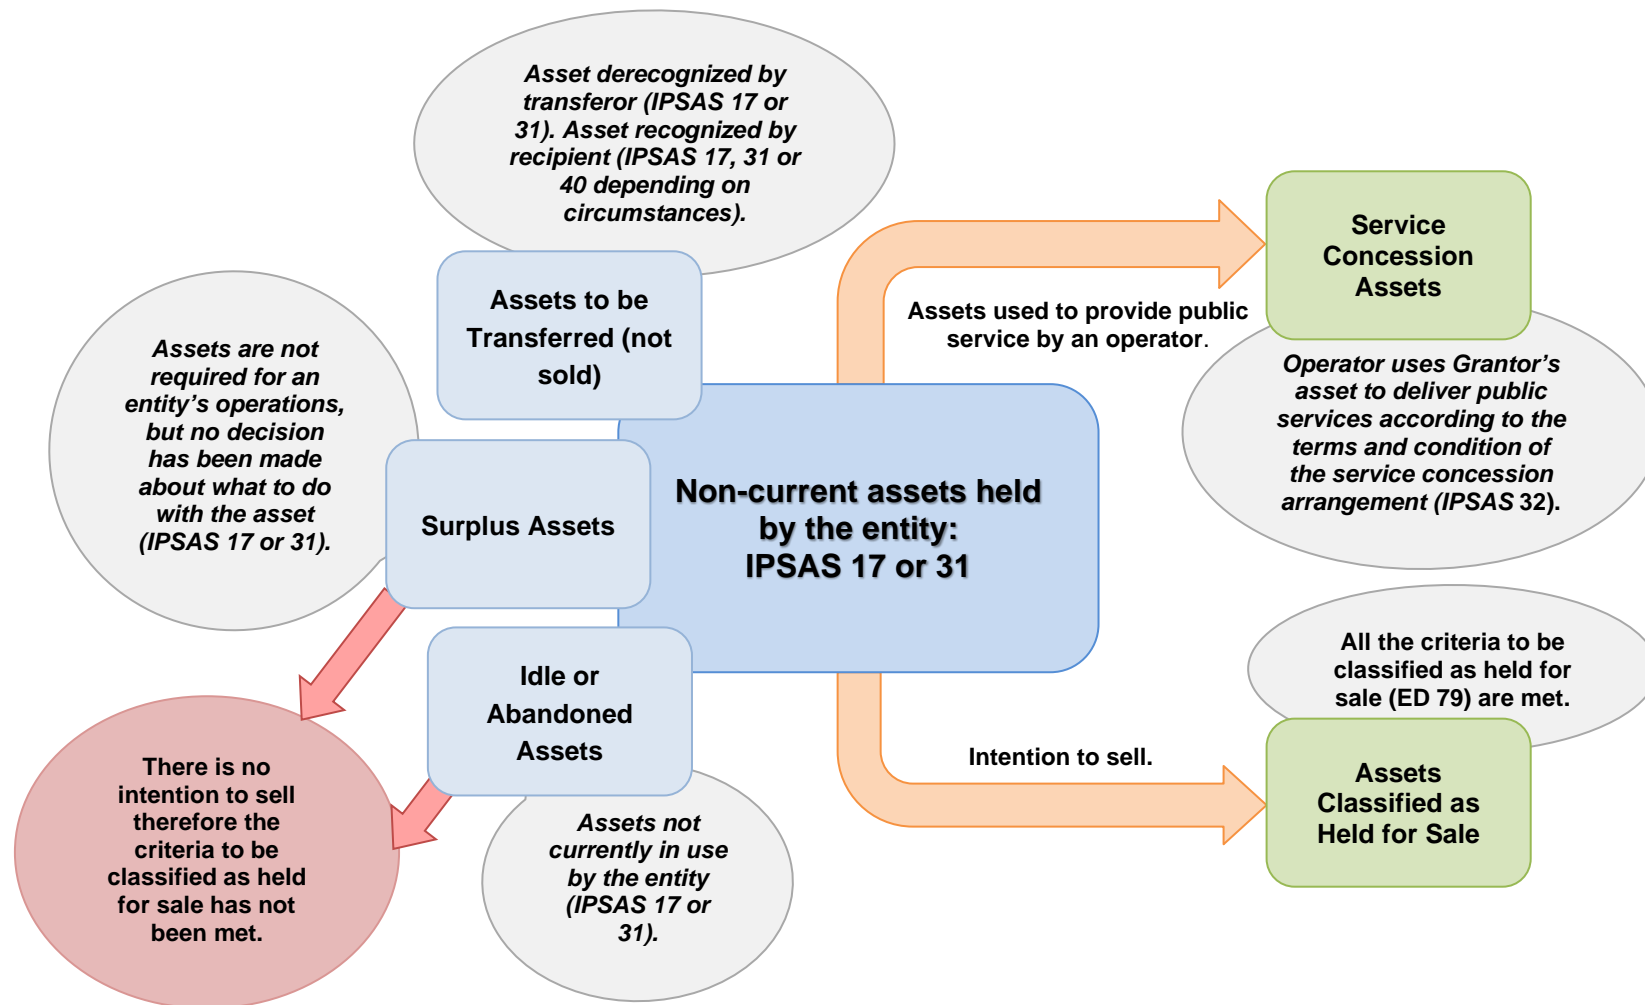 Asset derecognized by
transferor (IPSAS 17 or
31). Asset recognized by
recipient (IPSAS 17, 31 or
40 depending on
circumstances).
Assets to be
Transferred (not
sold)
Assets are not
required for an
entity’s operations,
but no decision
has been made
about what to do
with the asset
(IPSAS 17 or 31).
Surplus Assets
Non-current assets held
by the entity:
IPSAS 17 or 31
Idle or
Abandoned
Assets
There is no
intention to sell
therefore the
criteria to be
classified as held
for sale has not
been met.
Assets not
currently in use
by the entity
(IPSAS 17 or
31).
Assets used to provide public
service by an operator.
Service
Concession
Assets
Operator uses Grantor’s
asset to deliver public
services according to the
terms and condition of
the service concession
arrangement (IPSAS 32).
All the criteria to be
classified as held for
sale (ED 79) are met.
Intention to sell.
Assets
Classified as
Held for Sale